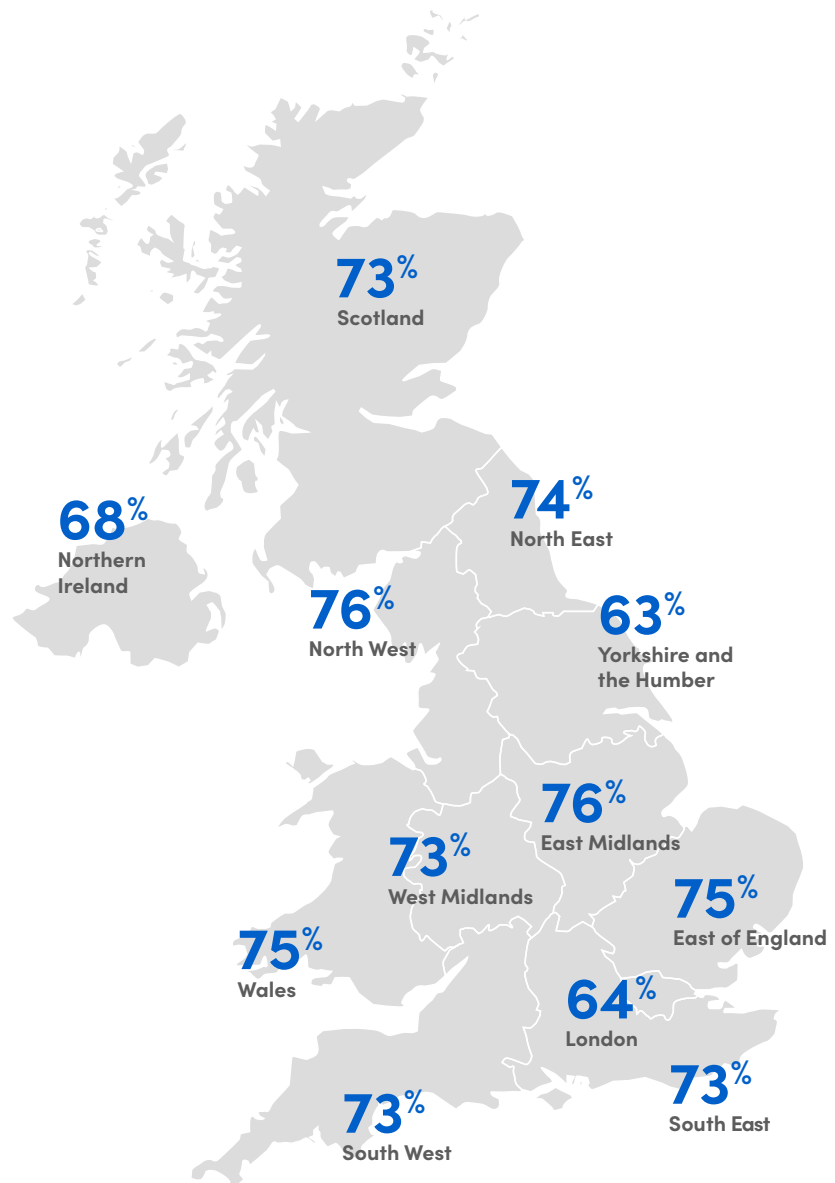 73%
Scotland
74%
North East
68%
Northern
Ireland
76%
North West
63%
Yorkshire and
the Humber
76%
East Midlands
73%
West Midlands
75%
East of England
75%
Wales
64%
London
73%
South East
73%
South West